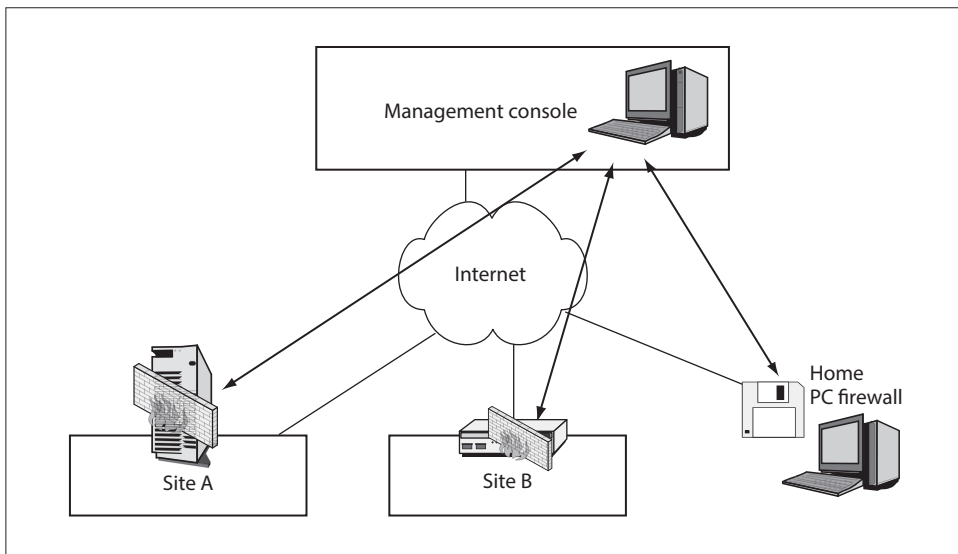 Management console
Internet
Home
PC firewall
Site A
Site B